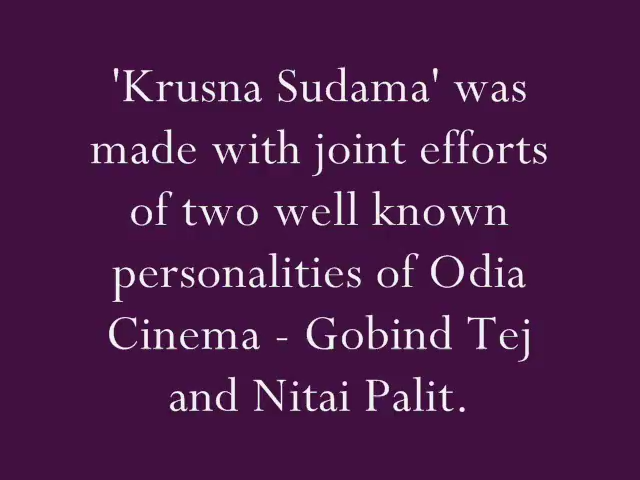 'Krusna Sudama' was
made with joint efforts
of two well known
personalities of Odia
Cinema - Gobind Tej
and Nitai Palit.